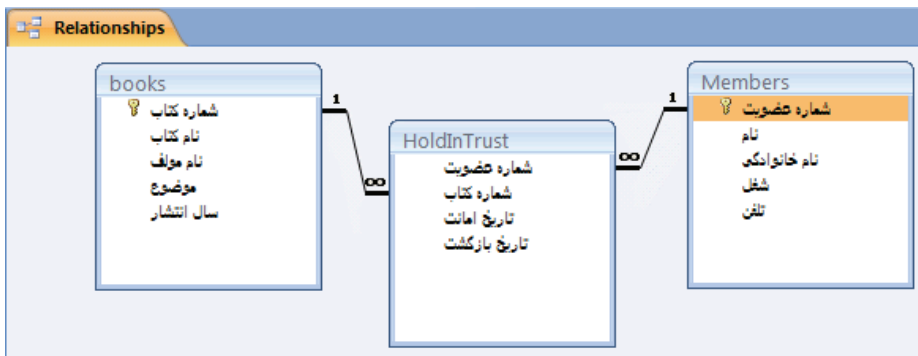 Relationships
books
شماره کتاب
نام کتاب
نام مولف
موضوع
سال انتشار
1
∞
HoldInTrust
شماره عضویت
شماره کتاب
تاریخ امانت
تاریخ بازگشت
∞
1
Members
شماره عضویت
نام
نام خانوادگی
شغل
تلفن